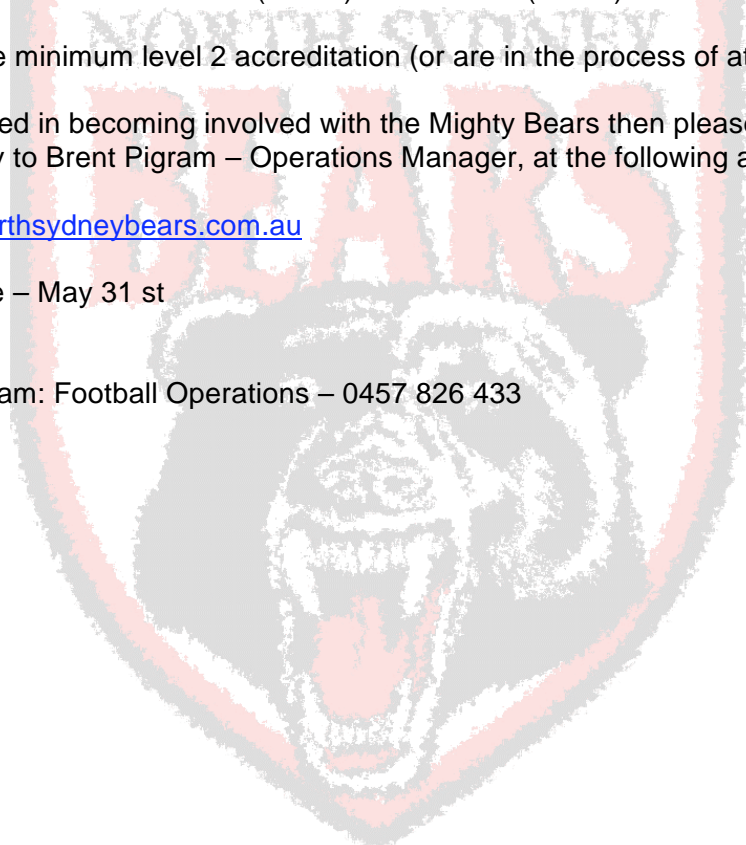 NORTH SYDNEY
e minimum level 2 accreditation (or are in the process of at
BEARS
ed in becoming involved with the Mighty Bears then please
y to Brent Pigram – Operations Manager, at the following a
rthsydneybears.com.au
e – May 31 st
am: Football Operations – 0457 826 433